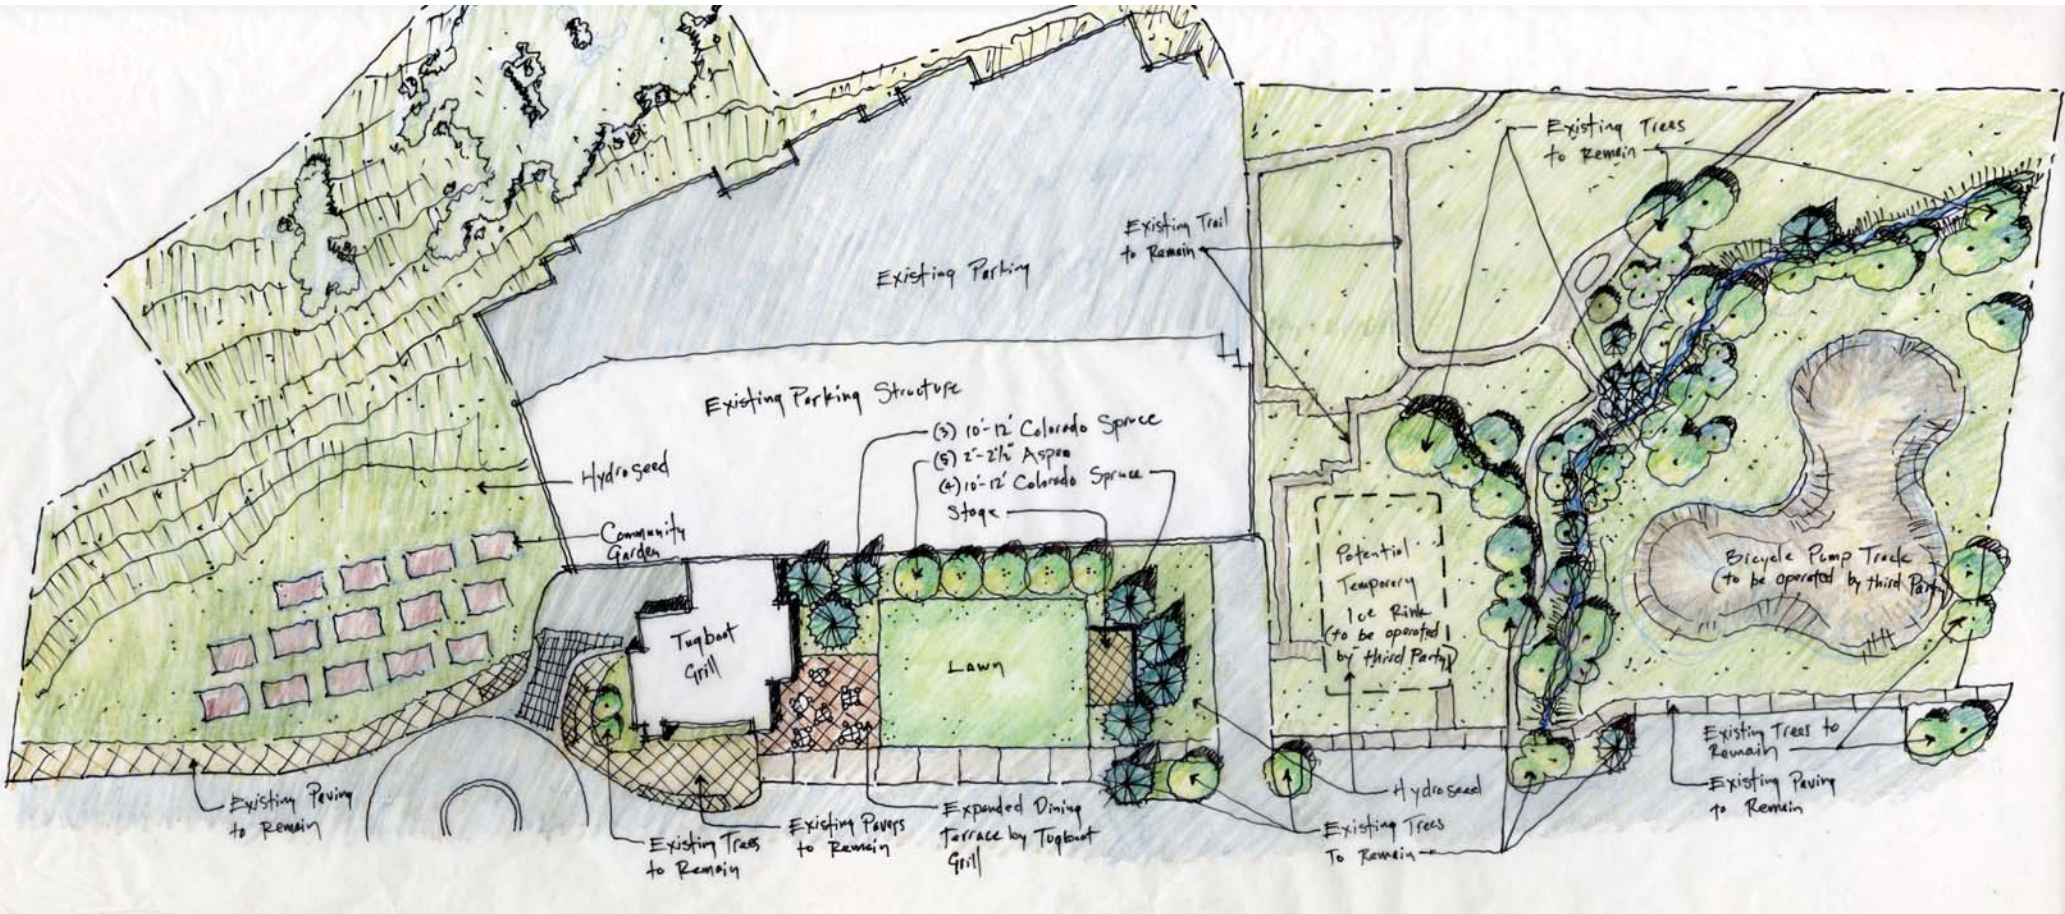 Existing Trees
to Remain
Existing Trail
to Remain
Existing Parking
Existing Parking Structure
(3) 10'-12' Colorado Spruce
(5) 2"-2½" Aspen
(4) 10'-12' Colorado Spruce
Stage
Hydroseed
Community
Garden
Potential
Temporary
Ice Rink
(to be operated
by third Party)
Bicycle Pump Track
(to be operated by third Party)
Tugboat
Grill
Lawn
Existing Paving
to Remain
Existing Trees
to Remain
Existing Pavers
to Remain
Expanded Dining
Terrace by Tugboat
Grill
Hydroseed
Existing Trees
To Remain
Existing Trees to
Remain
Existing Paving
to Remain